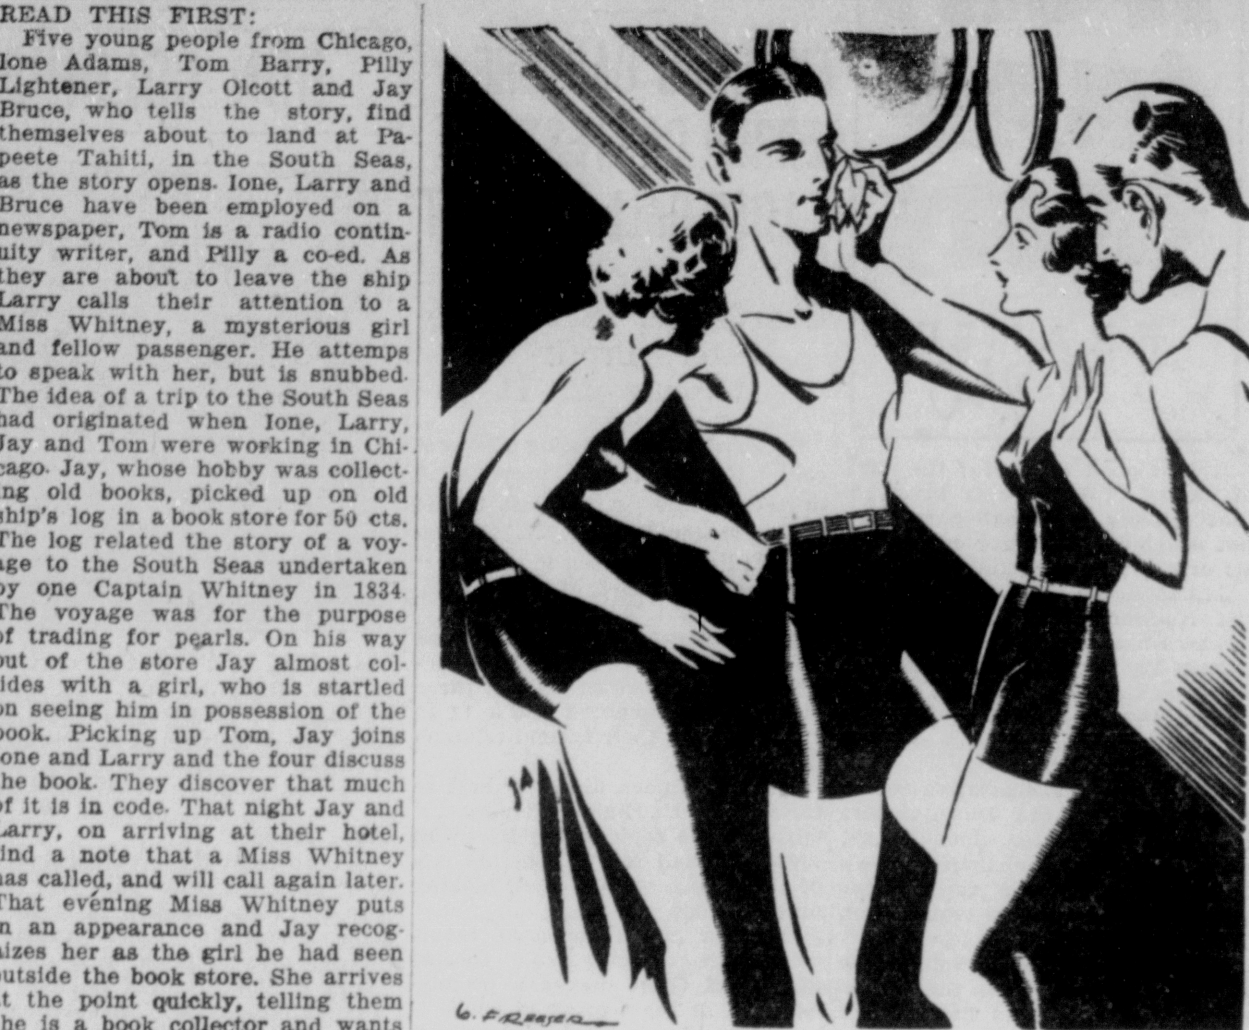 READ THIS FIRST:
Five young people from Chicago,
Ione Adams, Tom Barry, Pilly
Lightener, Larry Olcott and Jay
Bruce, who tells the story, find
themselves about to land at Pa-
peete Tahiti, in the South Seas,
as the story opens. Ione, Larry and
Bruce have been employed on a
newspaper, Tom is a radio contin-
uity writer, and Pilly a co-ed. As
they are about to leave the ship
Larry calls their attention to a
Miss Whitney, a mysterious girl
and fellow passenger. He attemps
to speak with her, but is snubbed.
The idea of a trip to the South Seas
had originated when Ione, Larry,
Jay and Tom were working in Chi-
cago. Jay, whose hobby was collect-
ng old books, picked up on old
ship's log in a book store for 50 cts.
The log related the story of a voy-
age to the South Seas undertaken
by one Captain Whitney in 1834.
The voyage was for the purpose
of trading for pearls. On his way
out of the store Jay almost col-
ides with a girl, who is startled
on seeing him in possession of the
book. Picking up Tom, Jay joins
Ione and Larry and the four discuss
the book. They discover that much
of it is in code. That night Jay and
Larry, on arriving at their hotel,
find a note that a Miss Whitney
has called, and will call again later.
That evening Miss Whitney puts
in an appearance and Jay recog-
nizes her as the girl he had seen
outside the book store. She arrives
at the point quickly, telling them
she is a book collector and wants